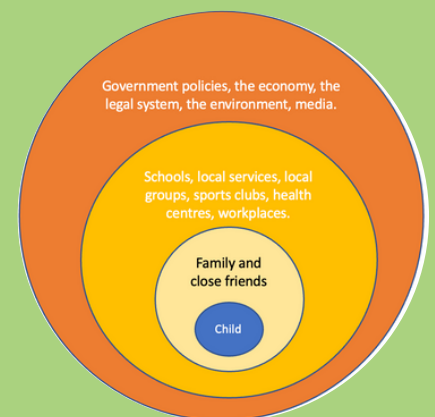 Government policies, the economy, the
legal system, the environment, media.
Schools, local services, local
groups, sports clubs, health
centres, workplaces.
Family and
close friends
Child